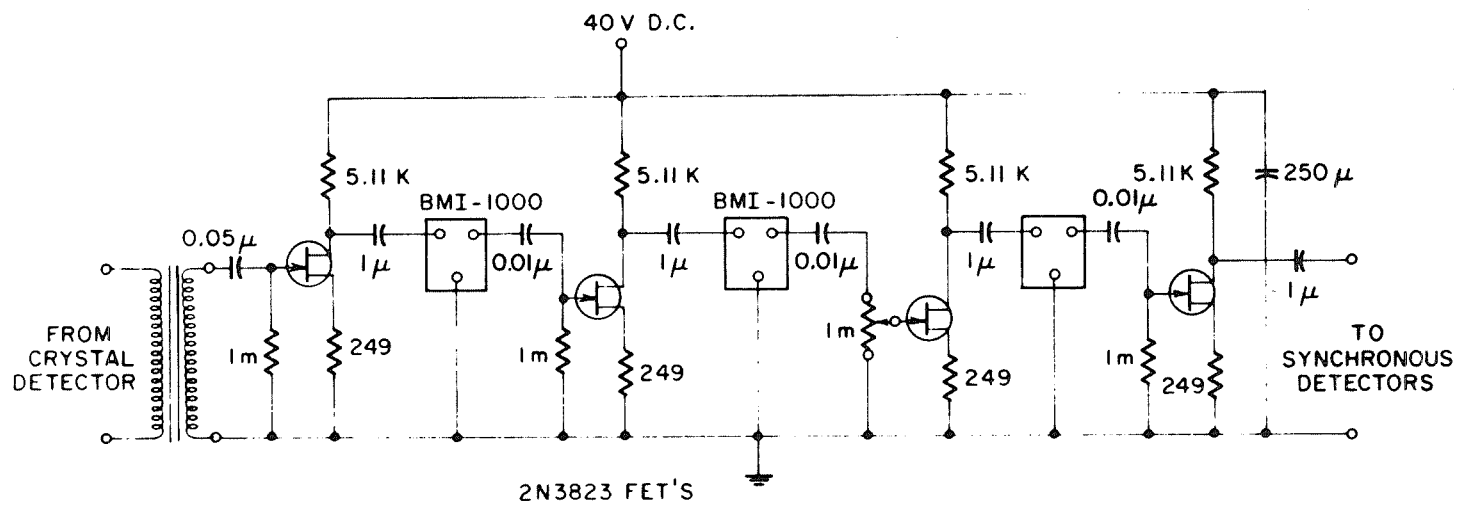 40 V D.C.
5.11 K
5.11 K
5.11 K
5.11 K
250 μ
BMI-1000
BMI-1000
0.01μ
0.05μ
1μ
0.01μ
1μ
0.01μ
1μ
1μ
FROM
CRYSTAL
DETECTOR
1m
249
1m
249
1m
249
1m
249
TO
SYNCHRONOUS
DETECTORS
2N3823 FET'S